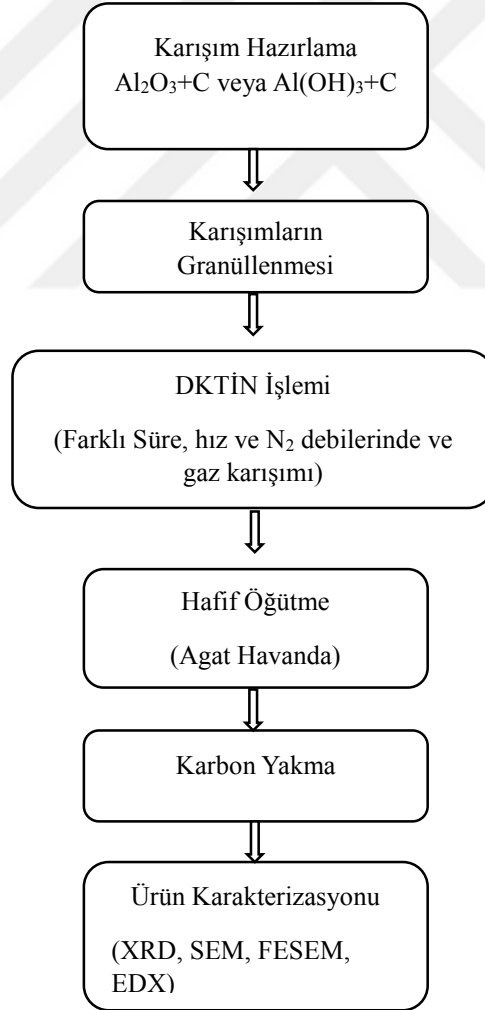 Karışım Hazırlama
Al₂O₃+C veya Al(OH)₃+C
Karışımların
Granüllenmesi
DKTİN İşlemi
(Farklı Süre, hız ve N₂ debilerinde ve
gaz karışımı)
Hafif Öğütme
(Agat Havanda)
Karbon Yakma
Ürün Karakterizasyonu
(XRD, SEM, FESEM,
EDX)